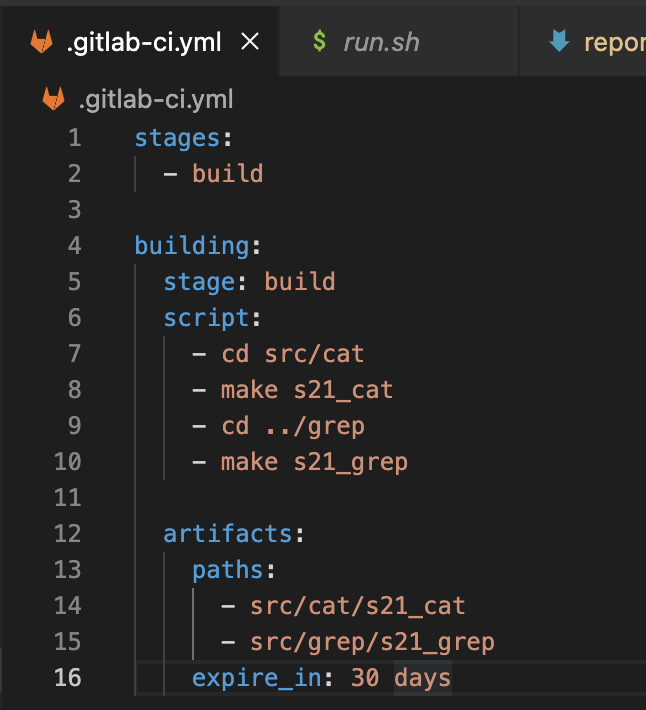 .gitlab-ci.yml × $ run.sh repor
.gitlab-ci.yml
1 stages:
2 - build
3
4 building:
5 stage: build
6 script:
7 - cd src/cat
8 - make s21_cat
9 - cd ../grep
10 - make s21_grep
11
12 artifacts:
13 paths:
14 - src/cat/s21_cat
15 - src/grep/s21_grep
16 expire_in: 30 days